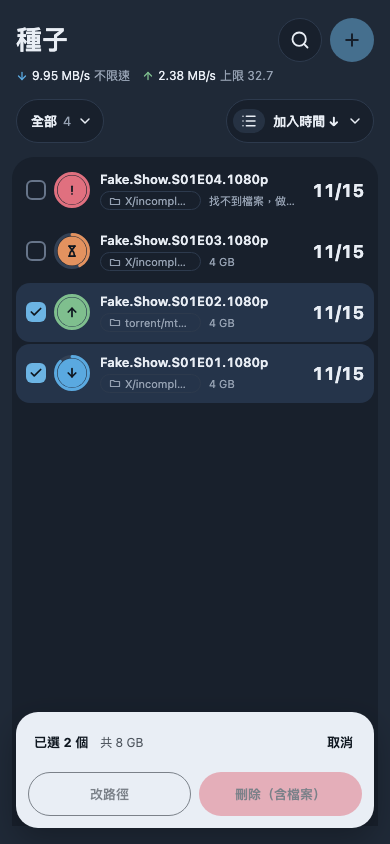 種子
9.95 MB/s 不限速 2.38 MB/s 上限 32.7
全部 4 加入時間
Fake.Show.S01E04.1080p
X/incompl... 找不到檔案，做...
11/15
Fake.Show.S01E03.1080p
X/incompl... 4 GB
11/15
Fake.Show.S01E02.1080p
torrent/mt... 4 GB
11/15
Fake.Show.S01E01.1080p
X/incompl... 4 GB
11/15
已選 2 個 共 8 GB 取消
改路徑 刪除（含檔案）